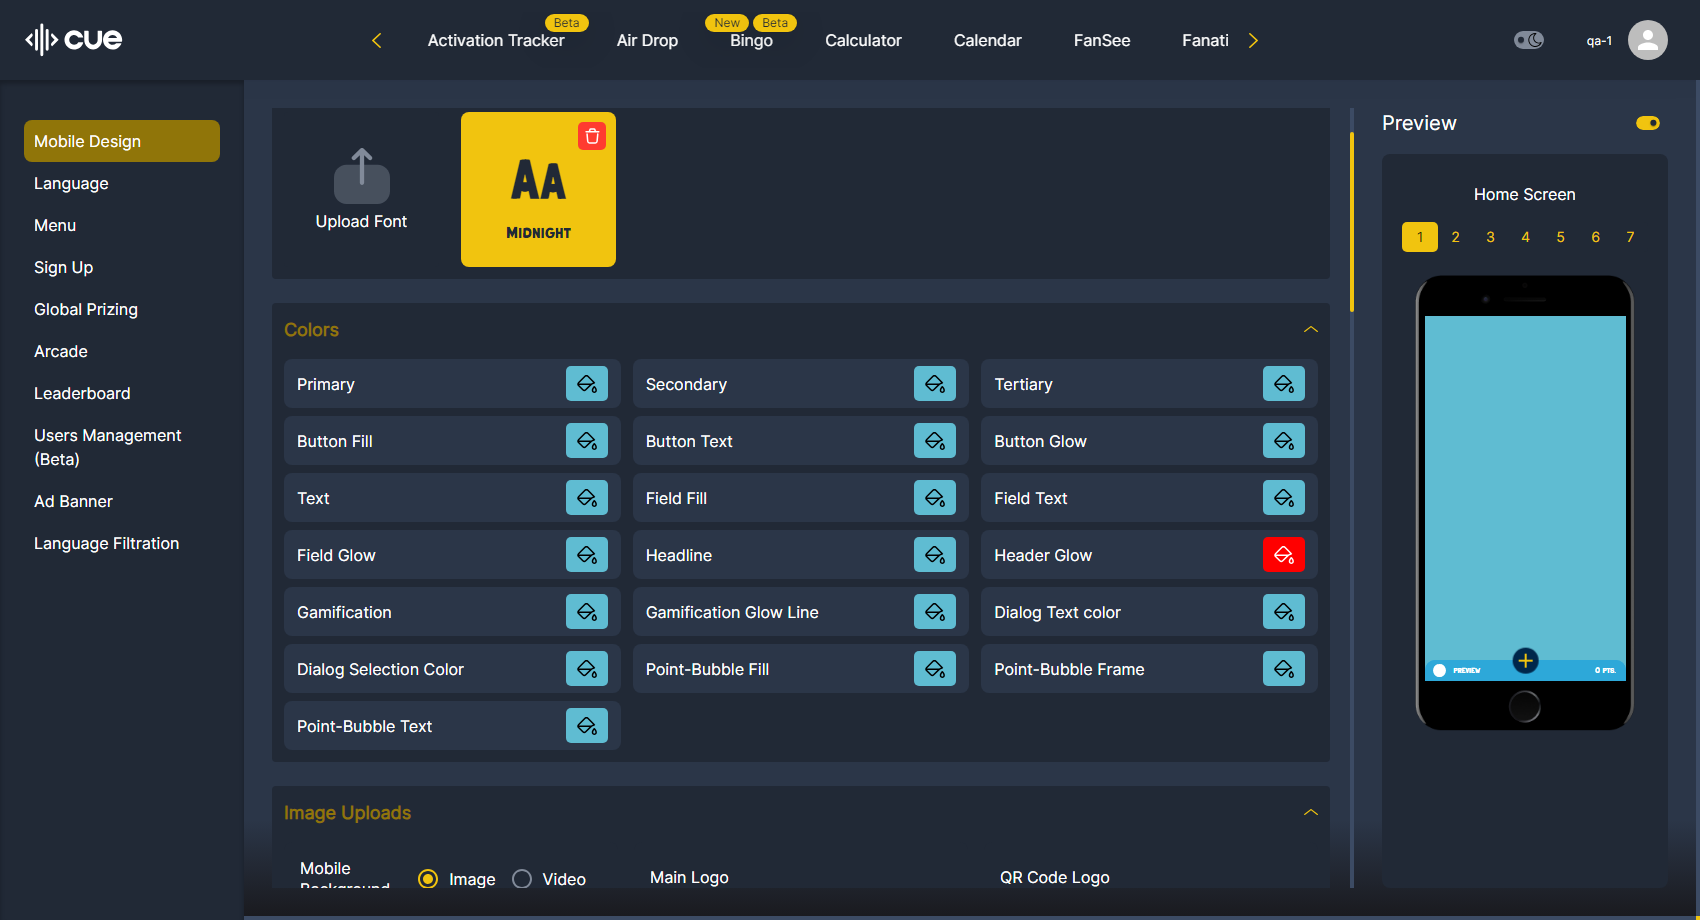 cue
Beta
New
Beta
Activation Tracker
Air Drop
Bingo
Calculator
Calendar
FanSee
Fanati
qa-1
Mobile Design
Language
Menu
Sign Up
Global Prizing
Arcade
Leaderboard
Users Management
(Beta)
Ad Banner
Language Filtration
Upload Font
AA
MIDNIGHT
Colors
Primary
Secondary
Tertiary
Button Fill
Button Text
Button Glow
Text
Field Fill
Field Text
Field Glow
Headline
Header Glow
Gamification
Gamification Glow Line
Dialog Text color
Dialog Selection Color
Point-Bubble Fill
Point-Bubble Frame
Point-Bubble Text
Image Uploads
Mobile
Background
Image
Video
Main Logo
QR Code Logo
Preview
Home Screen
1 2 3 4 5 6 7
PREVIEW
0 PTS.